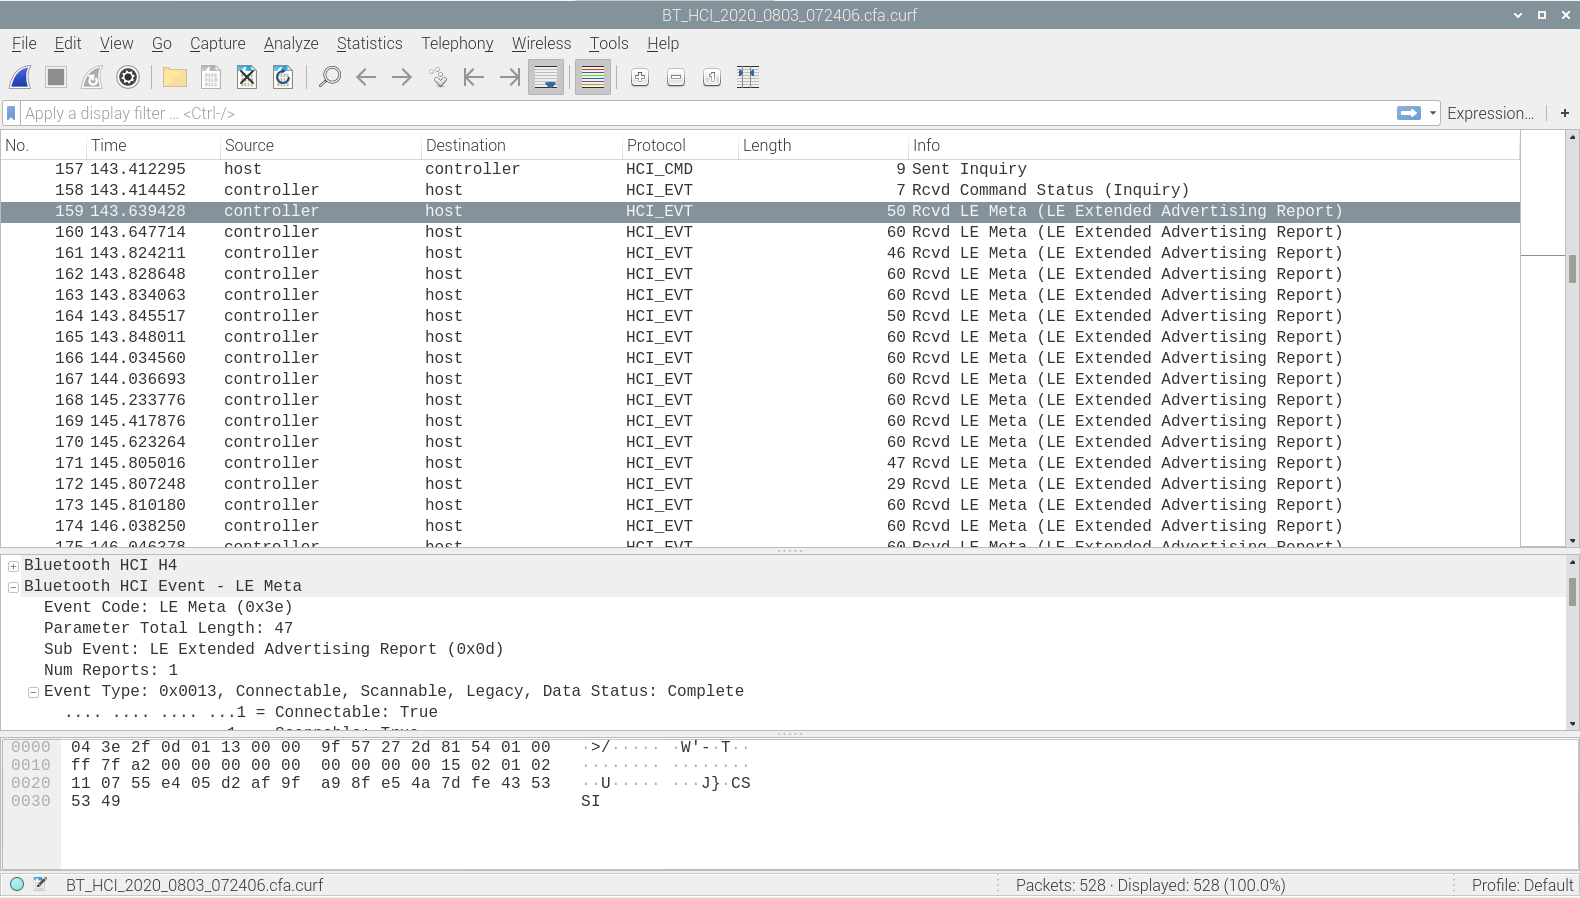 BT_HCI_2020_0803_072406.cfa.curf
File Edit View Go Capture Analyze Statistics Telephony Wireless Tools Help
Apply a display filter ... <Ctrl-/> Expression... +
No. Time Source Destination Protocol Length Info
157 143.412295 host controller HCI_CMD 9 Sent Inquiry
158 143.414452 controller host HCI_EVT 7 Rcvd Command Status (Inquiry)
159 143.639428 controller host HCI_EVT 50 Rcvd LE Meta (LE Extended Advertising Report)
160 143.647714 controller host HCI_EVT 60 Rcvd LE Meta (LE Extended Advertising Report)
161 143.824211 controller host HCI_EVT 46 Rcvd LE Meta (LE Extended Advertising Report)
162 143.828648 controller host HCI_EVT 60 Rcvd LE Meta (LE Extended Advertising Report)
163 143.834063 controller host HCI_EVT 60 Rcvd LE Meta (LE Extended Advertising Report)
164 143.845517 controller host HCI_EVT 50 Rcvd LE Meta (LE Extended Advertising Report)
165 143.848011 controller host HCI_EVT 60 Rcvd LE Meta (LE Extended Advertising Report)
166 144.034560 controller host HCI_EVT 60 Rcvd LE Meta (LE Extended Advertising Report)
167 144.036693 controller host HCI_EVT 60 Rcvd LE Meta (LE Extended Advertising Report)
168 145.233776 controller host HCI_EVT 60 Rcvd LE Meta (LE Extended Advertising Report)
169 145.417876 controller host HCI_EVT 60 Rcvd LE Meta (LE Extended Advertising Report)
170 145.623264 controller host HCI_EVT 60 Rcvd LE Meta (LE Extended Advertising Report)
171 145.805016 controller host HCI_EVT 47 Rcvd LE Meta (LE Extended Advertising Report)
172 145.807248 controller host HCI_EVT 29 Rcvd LE Meta (LE Extended Advertising Report)
173 145.810180 controller host HCI_EVT 60 Rcvd LE Meta (LE Extended Advertising Report)
174 146.038250 controller host HCI_EVT 60 Rcvd LE Meta (LE Extended Advertising Report)
175 146.046378 controller host HCI_EVT 60 Rcvd LE Meta (LE Extended Advertising Report)
Bluetooth HCI H4
Bluetooth HCI Event - LE Meta
Event Code: LE Meta (0x3e)
Parameter Total Length: 47
Sub Event: LE Extended Advertising Report (0x0d)
Num Reports: 1
Event Type: 0x0013, Connectable, Scannable, Legacy, Data Status: Complete
.... .... .... ...1 = Connectable: True
0000 04 3e 2f 0d 01 13 00 00 9f 57 27 2d 81 54 01 00 ·>/····· ·W'-·T··
0010 ff 7f a2 00 00 00 00 00 00 00 00 00 15 02 01 02 ········ ········
0020 11 07 55 e4 05 d2 af 9f a9 8f e5 4a 7d fe 43 53 ··U····· ···J}·CS
0030 53 49 SI
BT_HCI_2020_0803_072406.cfa.curf Packets: 528 · Displayed: 528 (100.0%) Profile: Default